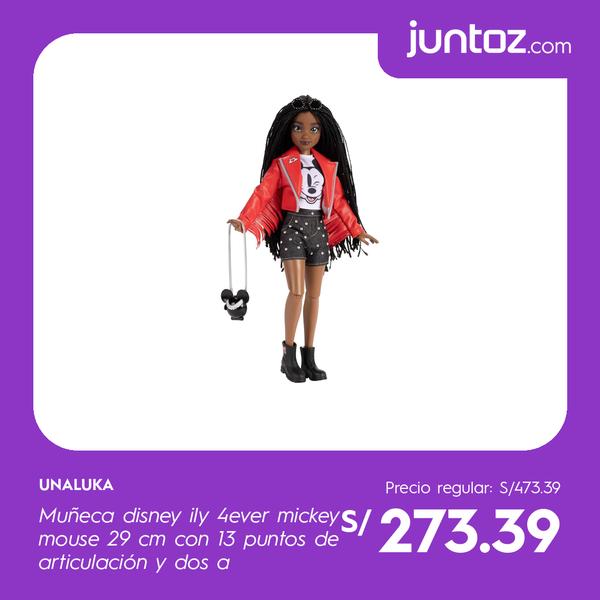 juntoz.com
UNALUKA
Muñeca disney ily 4ever mickey
mouse 29 cm con 13 puntos de
articulación y dos a
Precio regular: S/473.39
S/ 273.39